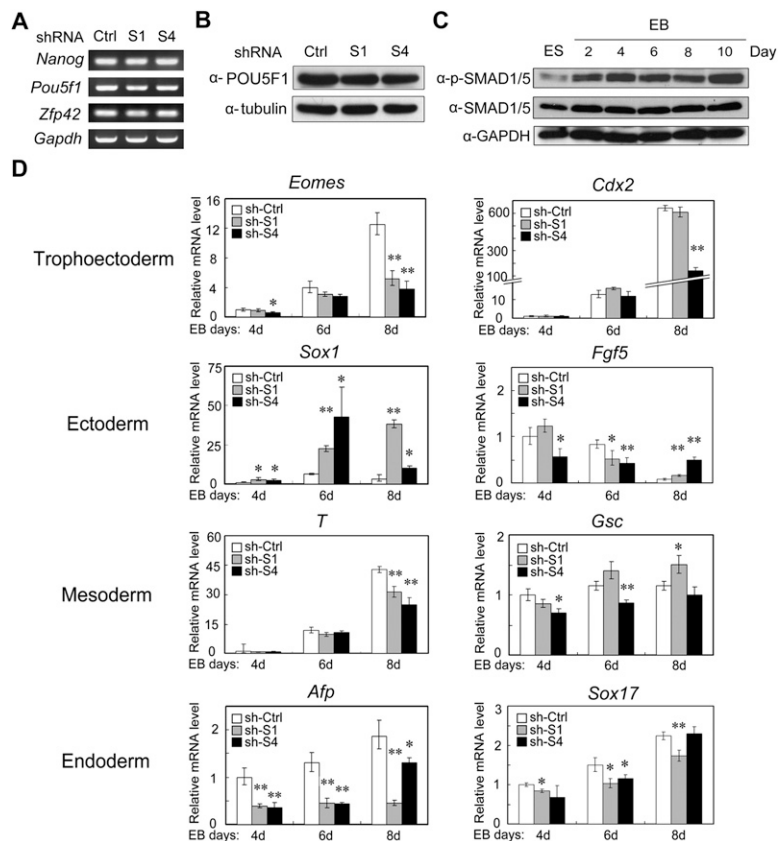 A
shRNA Ctrl S1 S4
Nanog
Pou5f1
Zfp42
Gapdh
B
shRNA Ctrl S1 S4
α-POU5F1
α-tubulin
C
EB
ES 2 4 6 8 10 Day
α-p-SMAD1/5
α-SMAD1/5
α-GAPDH
D
Trophoectoderm
Eomes
Relative mRNA level
16
12
8
4
0
sh-Ctrl
sh-S1
sh-S4
* ** **
EB days: 4d 6d 8d
Cdx2
Relative mRNA level
600
300
100
10
0
sh-Ctrl
sh-S1
sh-S4
**
EB days: 4d 6d 8d
Ectoderm
Sox1
Relative mRNA level
75
50
25
0
sh-Ctrl
sh-S1
sh-S4
* * ** * ** *
EB days: 4d 6d 8d
Fgf5
Relative mRNA level
2
1
0
sh-Ctrl
sh-S1
sh-S4
* * ** ** **
EB days: 4d 6d 8d
Mesoderm
T
Relative mRNA level
60
45
30
15
0
sh-Ctrl
sh-S1
sh-S4
** **
EB days: 4d 6d 8d
Gsc
Relative mRNA level
2
1
0
sh-Ctrl
sh-S1
sh-S4
* ** *
EB days: 4d 6d 8d
Endoderm
Afp
Relative mRNA level
2
1
0
sh-Ctrl
sh-S1
sh-S4
** ** ** ** ** *
EB days: 4d 6d 8d
Sox17
Relative mRNA level
3
2
1
0
sh-Ctrl
sh-S1
sh-S4
* * * **
EB days: 4d 6d 8d